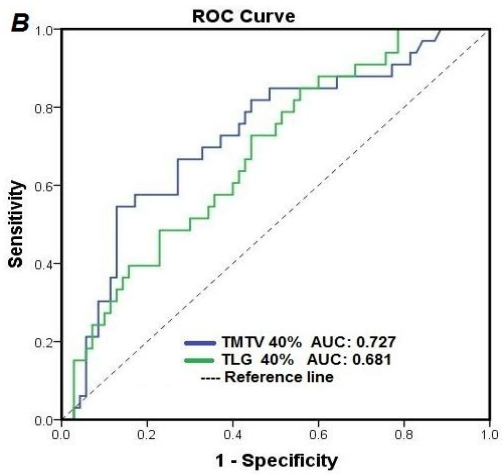 B
ROC Curve
1.0
0.8
0.6
0.4
0.2
0.0
Sensitivity
TMTV 40% AUC: 0.727
TLG 40% AUC: 0.681
---- Reference line
0.0 0.2 0.4 0.6 0.8 1.0
1 - Specificity